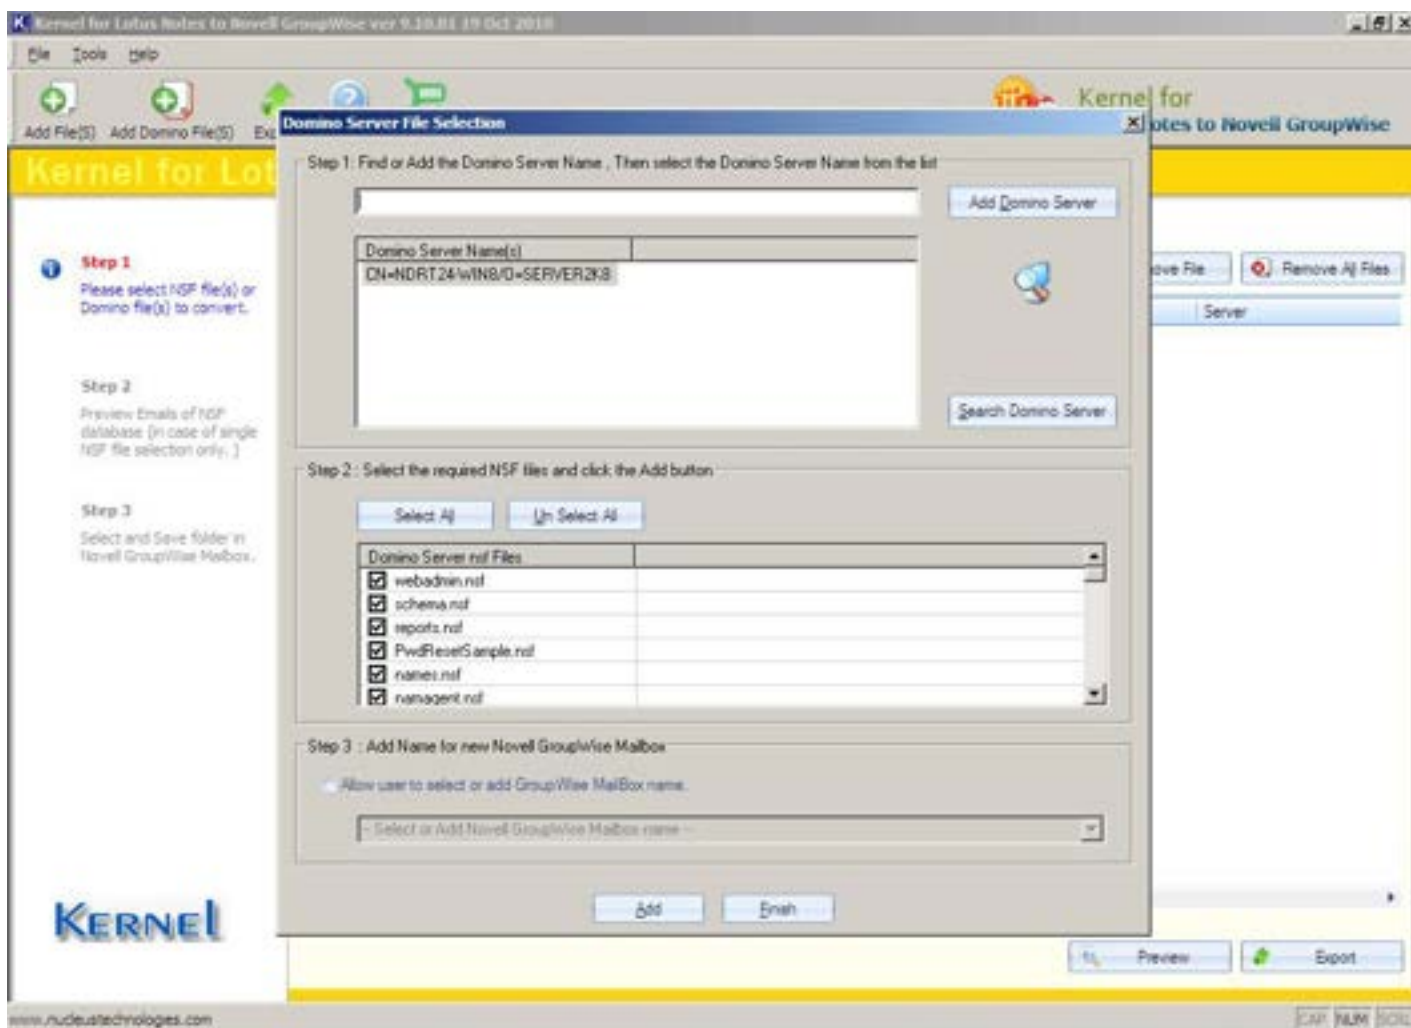 Kernel for Lotus Notes to Novell GroupWise ver 9.10.01 19 Oct 2010
File Tools Help
Add File(S) Add Domino File(S)
Kernel for
otes to Novell GroupWise
Kernel for Lot
Domino Server File Selection
Step 1: Find or Add the Domino Server Name , Then select the Domino Server Name from the list
Add Domino Server
Domino Server Name(s)
CN=NDRT24-WIN8/O=SERVER2K8
Search Domino Server
Step 2 : Select the required NSF files and click the Add button
Select All Un Select All
Domino Server nsf Files
webadmin.nsf
schema.nsf
reports.nsf
PwdResetSample.nsf
names.nsf
namagent.nsf
Step 3 : Add Name for new Novell GroupWise Mailbox
Allow user to select or add GroupWise MailBox name.
-- Select or Add Novell GroupWise Mailbox name --
Add Finish
Step 1
Please select NSF file(s) or
Domino file(s) to convert.
Step 2
Preview Emails of NSF
database (in case of single
NSF file selection only. )
Step 3
Select and Save folder in
Novell GroupWise Mailbox.
KERNEL
ove File Remove All Files
Server
Preview Export
www.nucleustechnologies.com
CAP NUM SCRL